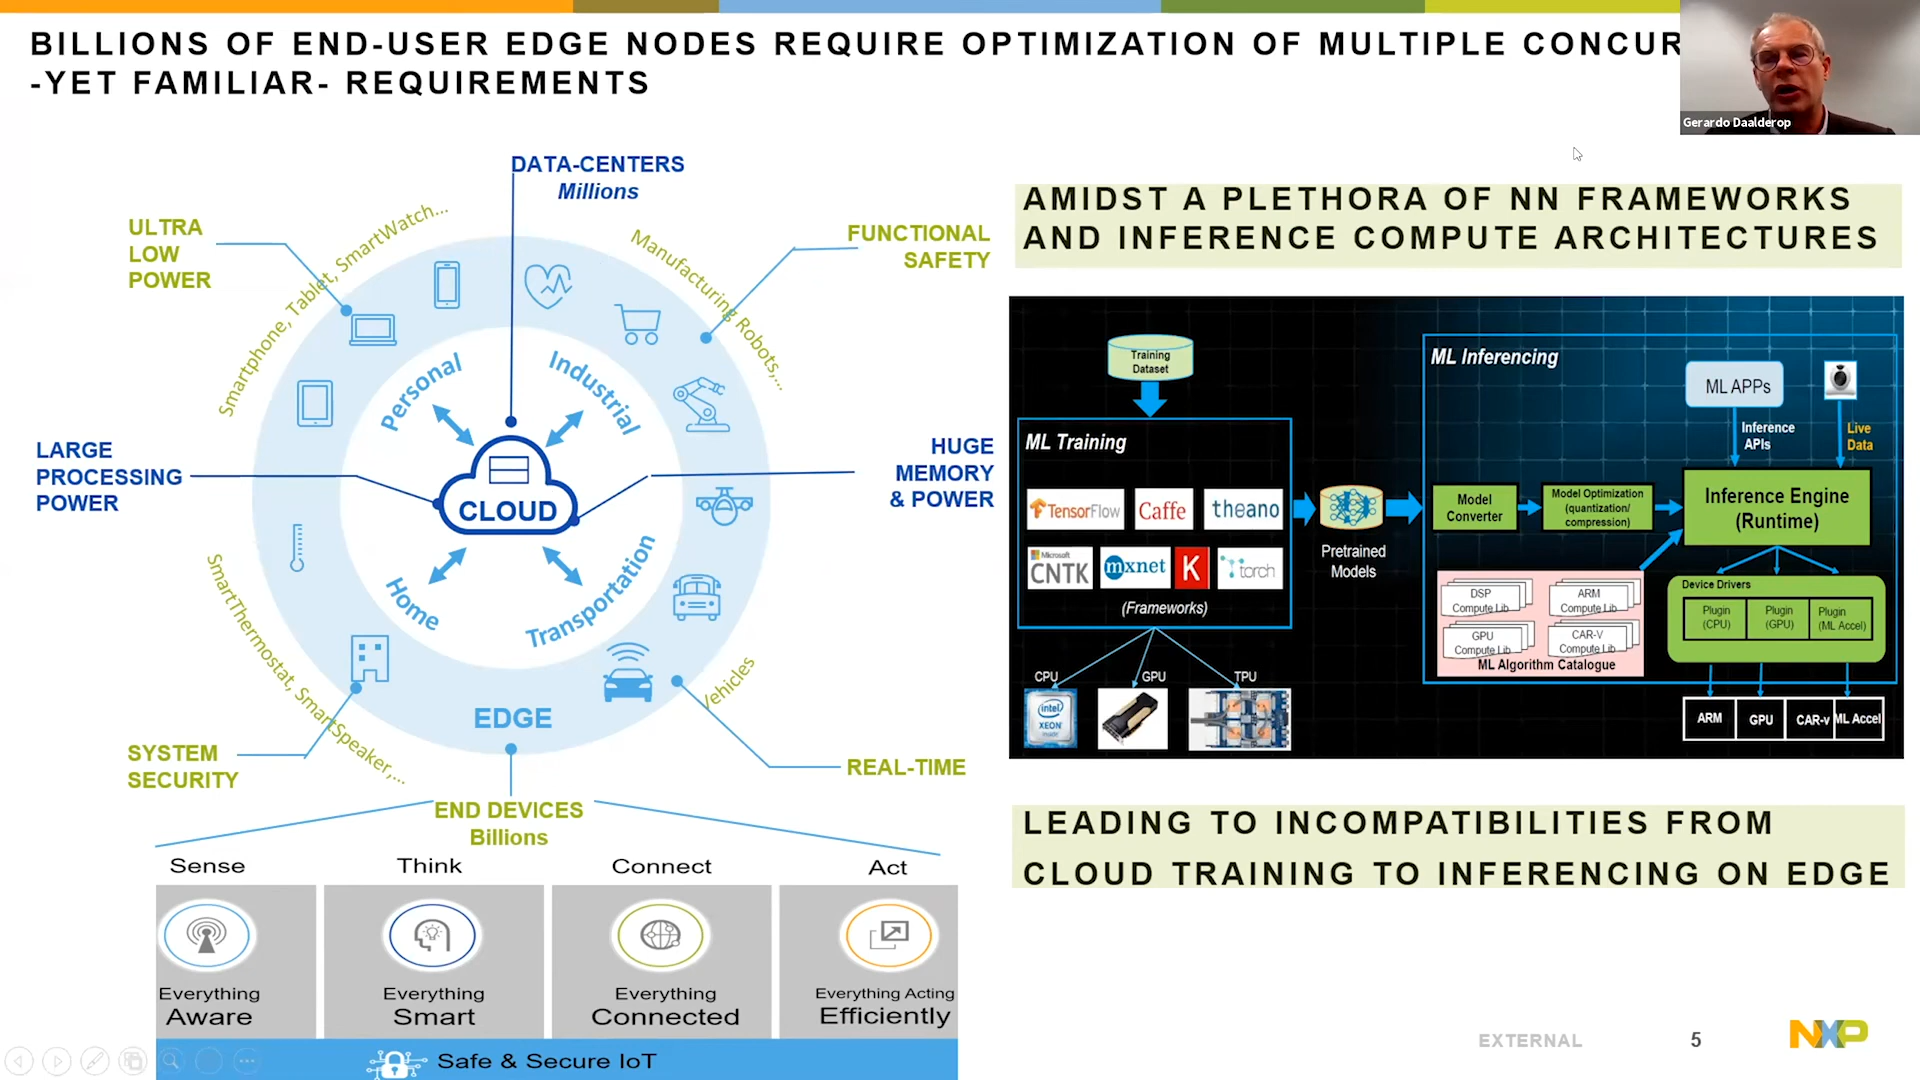 BILLIONS OF END-USER EDGE NODES REQUIRE OPTIMIZATION OF MULTIPLE CONCUR
-YET FAMILIAR- REQUIREMENTS
Gerardo Daalderop
DATA-CENTERS
Millions
ULTRA
LOW
POWER
Smartphone, Tablet, SmartWatch...
Manufacturing Robots,...
FUNCTIONAL
SAFETY
Personal
Industrial
LARGE
PROCESSING
POWER
CLOUD
HUGE
MEMORY
& POWER
Home
Transportation
SmartThermostat, SmartSpeaker,...
Vehicles
EDGE
SYSTEM
SECURITY
REAL-TIME
END DEVICES
Billions
Sense
Think
Connect
Act
Everything
Aware
Everything
Smart
Everything
Connected
Everything Acting
Efficiently
Safe & Secure IoT
AMIDST A PLETHORA OF NN FRAMEWORKS
AND INFERENCE COMPUTE ARCHITECTURES
Training
Dataset
ML Training
TensorFlow
Caffe
theano
Microsoft
CNTK
mxnet
K
torch
(Frameworks)
CPU
GPU
TPU
intel
XEON
inside
Pretrained
Models
ML Inferencing
ML APPs
Inference
APIs
Live
Data
Model
Converter
Model Optimization
(quantization/
compression)
Inference Engine
(Runtime)
DSP
Compute Lib
ARM
Compute Lib
GPU
Compute Lib
CAR-V
Compute Lib
ML Algorithm Catalogue
Device Drivers
Plugin
(CPU)
Plugin
(GPU)
Plugin
(ML Accel)
ARM
GPU
CAR-v
ML Accel
LEADING TO INCOMPATIBILITIES FROM
CLOUD TRAINING TO INFERENCING ON EDGE
EXTERNAL
5
NXP